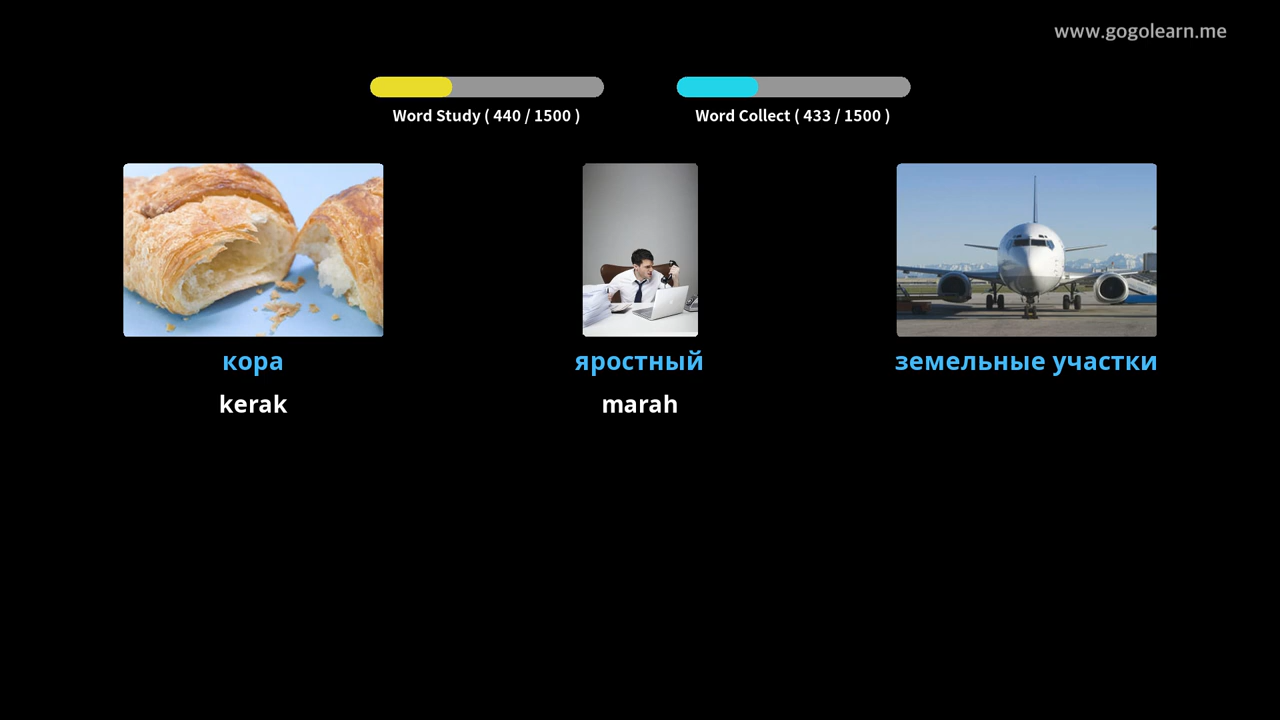 www.gogolearn.me
Word Study ( 440 / 1500 )
Word Collect ( 433 / 1500 )
кора
яростный
земельные участки
kerak
marah